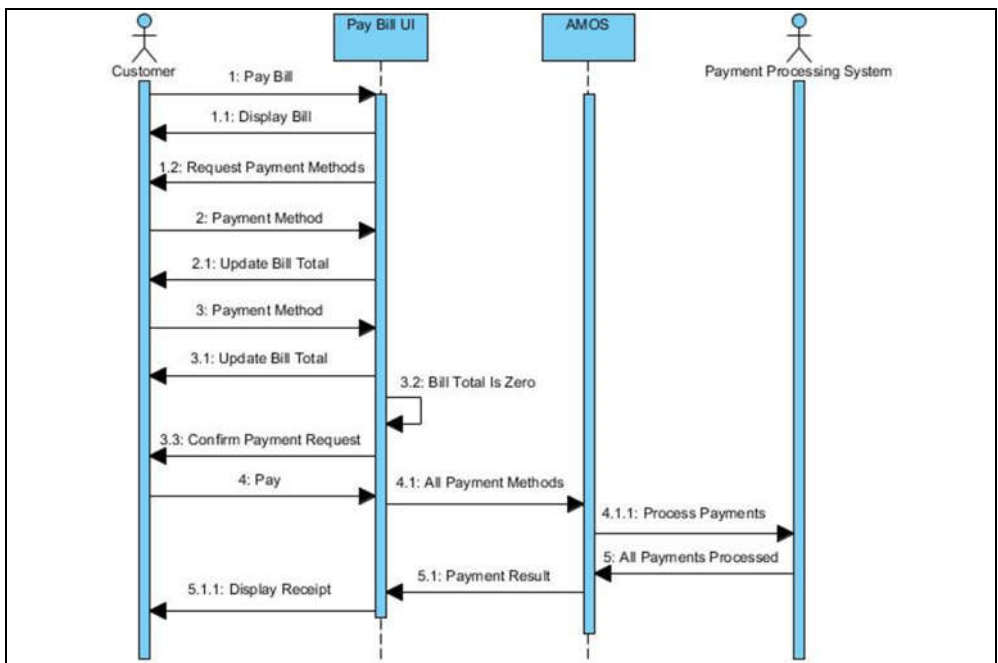 Pay Bill UI
AMOS
Customer
Payment Processing System
1: Pay Bill
1.1: Display Bill
1.2: Request Payment Methods
2: Payment Method
2.1: Update Bill Total
3: Payment Method
3.1: Update Bill Total
3.2: Bill Total Is Zero
3.3: Confirm Payment Request
4: Pay
4.1: All Payment Methods
4.1.1: Process Payments
5: All Payments Processed
5.1: Payment Result
5.1.1: Display Receipt